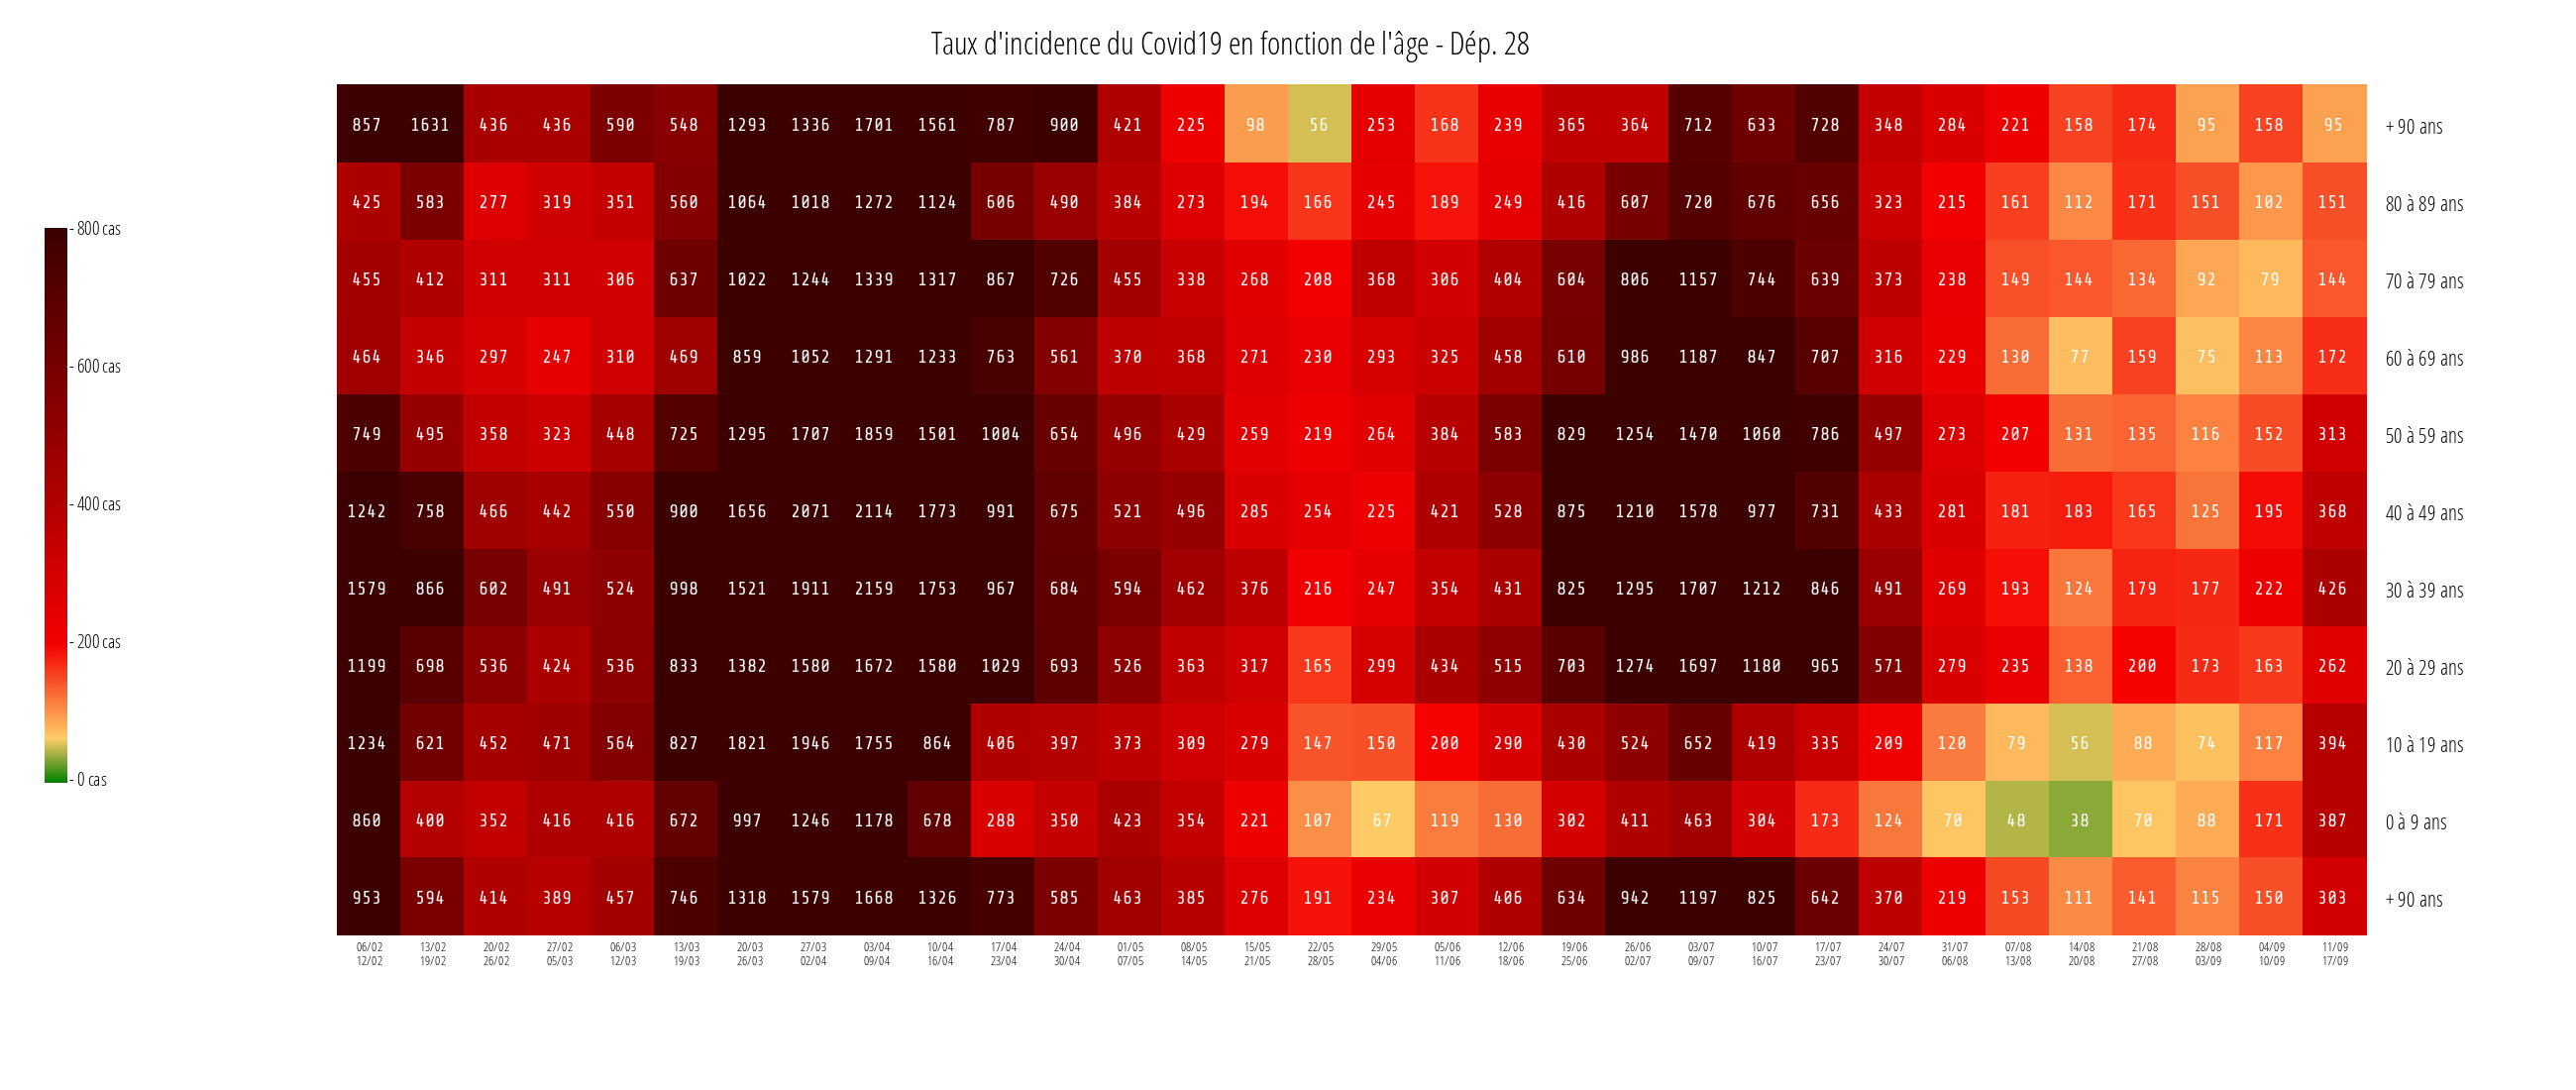 Taux d'incidence du Covid19 en fonction de l'âge - Dép. 28
857 1631 436 436 590 548 1293 1336 1701 1561 787 900 421 225 98 56 253 168 239 365 364 712 633 728 348 284 221 158 174 95 158 95 + 90 ans
425 583 277 319 351 560 1064 1018 1272 1124 606 490 384 273 194 166 245 189 249 416 607 720 676 656 323 215 161 112 171 151 102 151 80 à 89 ans
455 412 311 311 306 637 1022 1244 1339 1317 867 726 455 338 268 208 368 306 404 604 806 1157 744 639 373 238 149 144 134 92 79 144 70 à 79 ans
464 346 297 247 310 469 859 1052 1291 1233 763 561 370 368 271 230 293 325 458 610 986 1187 847 707 316 229 130 77 159 75 113 172 60 à 69 ans
749 495 358 323 448 725 1295 1707 1859 1501 1004 654 496 429 259 219 264 384 583 829 1254 1470 1060 786 497 273 207 131 135 116 152 313 50 à 59 ans
1242 758 466 442 550 900 1656 2071 2114 1773 991 675 521 496 285 254 225 421 528 875 1210 1578 977 731 433 281 181 183 165 125 195 368 40 à 49 ans
1579 866 602 491 524 998 1521 1911 2159 1753 967 684 594 462 376 216 247 354 431 825 1295 1707 1212 846 491 269 193 124 179 177 222 426 30 à 39 ans
1199 698 536 424 536 833 1382 1580 1672 1580 1029 693 526 363 317 165 299 434 515 703 1274 1697 1180 965 571 279 235 138 200 173 163 262 20 à 29 ans
1234 621 452 471 564 827 1821 1946 1755 864 406 397 373 309 279 147 150 200 290 430 524 652 419 335 209 120 79 56 88 74 117 394 10 à 19 ans
860 400 352 416 416 672 997 1246 1178 678 288 350 423 354 221 107 67 119 130 302 411 463 304 173 124 70 48 38 70 88 171 387 0 à 9 ans
953 594 414 389 457 746 1318 1579 1668 1326 773 585 463 385 276 191 234 307 406 634 942 1197 825 642 370 219 153 111 141 115 150 303 + 90 ans
06/02 13/02 20/02 27/02 06/03 13/03 20/03 27/03 03/04 10/04 17/04 24/04 01/05 08/05 15/05 22/05 29/05 05/06 12/06 19/06 26/06 03/07 10/07 17/07 24/07 31/07 07/08 14/08 21/08 28/08 04/09 11/09
12/02 19/02 26/02 05/03 12/03 19/03 26/03 02/04 09/04 16/04 23/04 30/04 07/05 14/05 21/05 28/05 04/06 11/06 18/06 25/06 02/07 09/07 16/07 23/07 30/07 06/08 13/08 20/08 27/08 03/09 10/09 17/09
- 800 cas
- 600 cas
- 400 cas
- 200 cas
- 0 cas